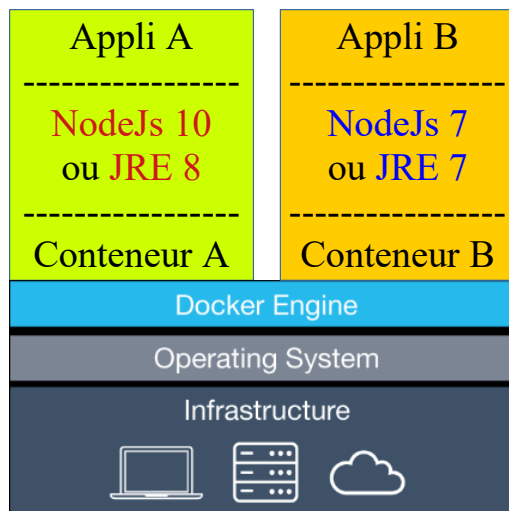 Appli A
NodeJs 10
ou JRE 8
Conteneur A
Appli B
NodeJs 7
ou JRE 7
Conteneur B
Docker Engine
Operating System
Infrastructure